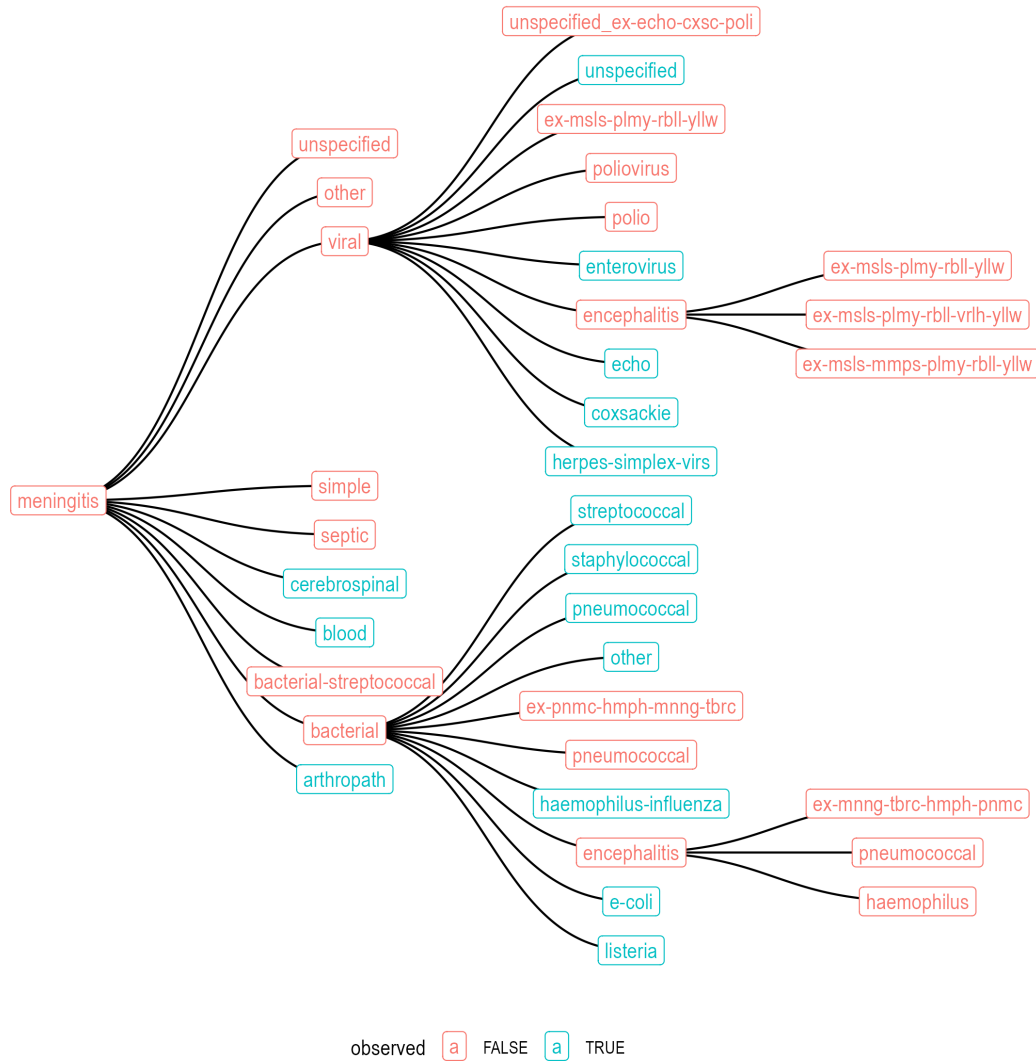 unspecified_ex-echo-cxsc-poli
unspecified
ex-msls-plmy-rbll-yllw
unspecified
poliovirus
other
polio
viral
enterovirus
ex-msls-plmy-rbll-yllw
encephalitis
ex-msls-plmy-rbll-vrlh-yllw
echo
ex-msls-mmps-plmy-rbll-yllw
coxsackie
herpes-simplex-virs
simple
meningitis
streptococcal
septic
staphylococcal
cerebrospinal
pneumococcal
blood
other
bacterial-streptococcal
ex-pnmc-hmph-mnng-tbrc
bacterial
pneumococcal
arthropath
haemophilus-influenza
ex-mnng-tbrc-hmph-pnmc
encephalitis
pneumococcal
e-coli
haemophilus
listeria
observed a FALSE a TRUE